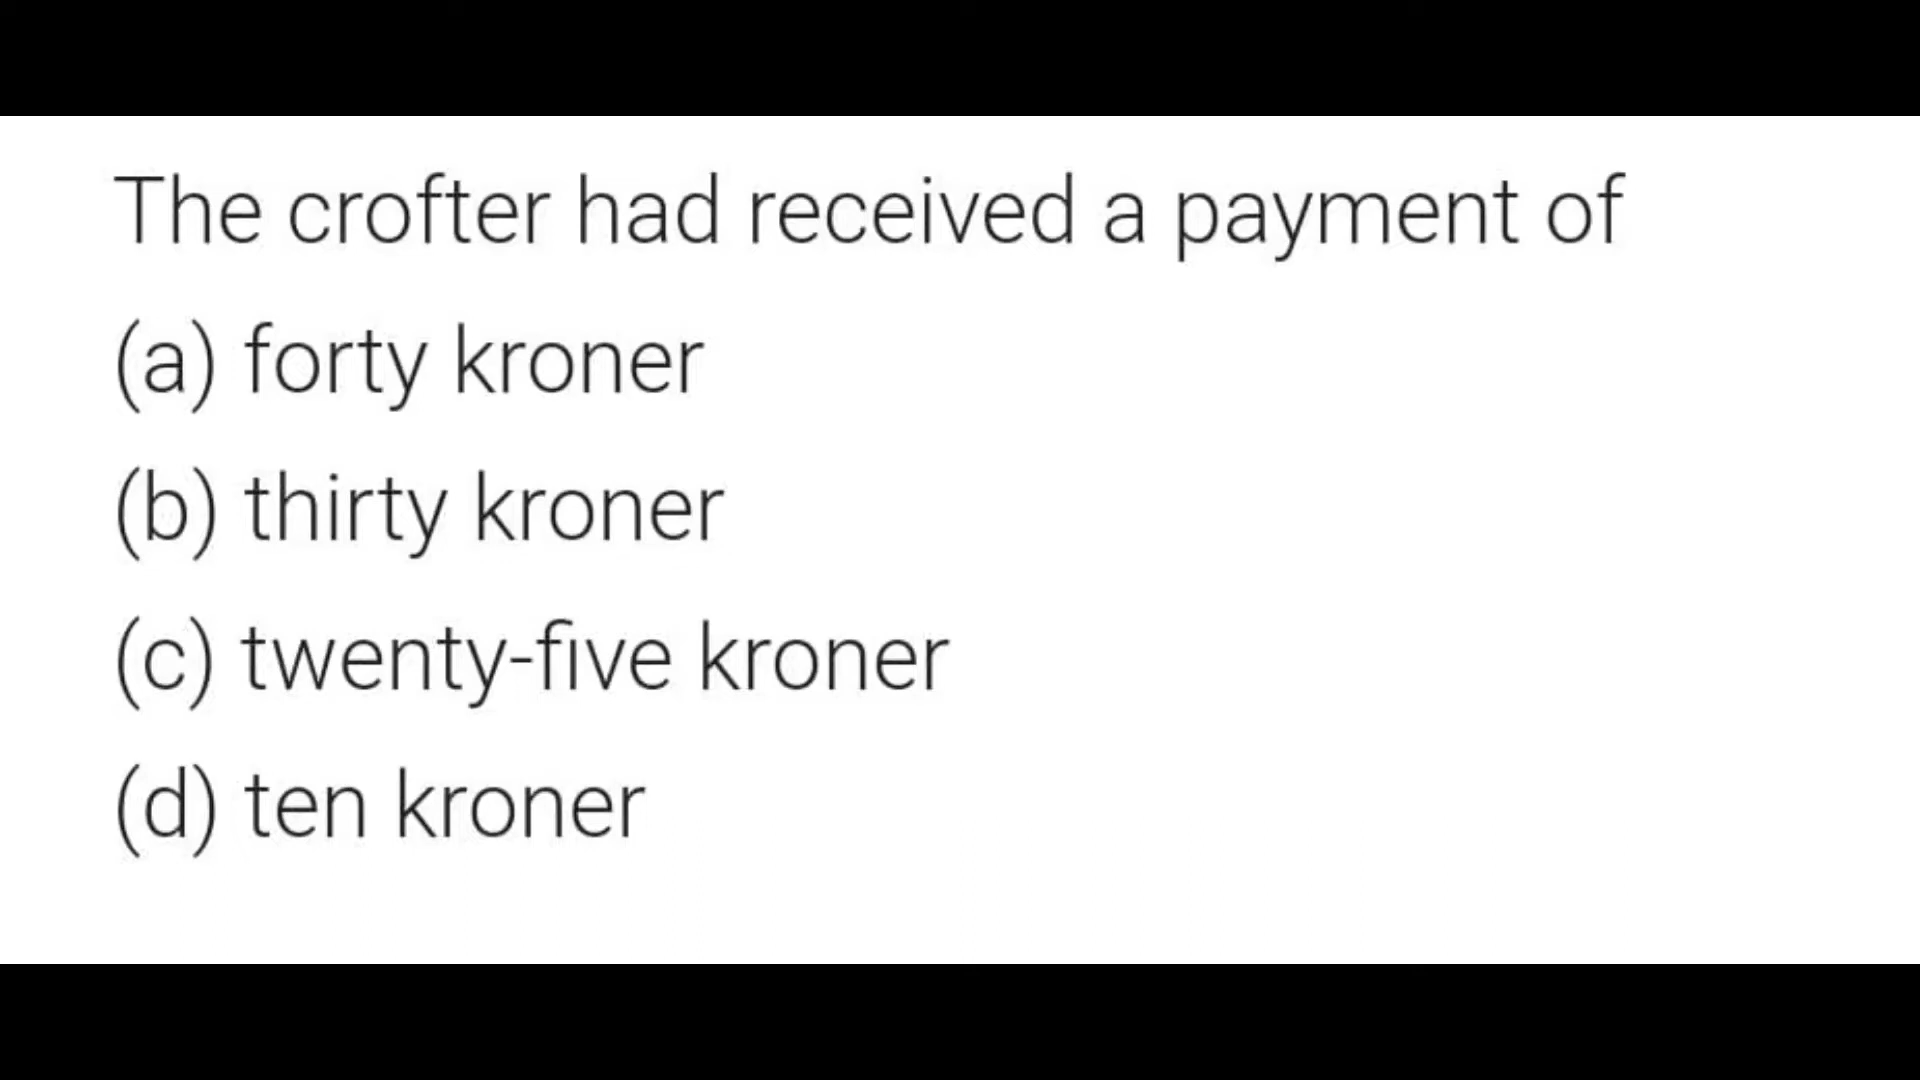 The crofter had received a payment of
(a) forty kroner
(b) thirty kroner
(c) twenty-five kroner
(d) ten kroner